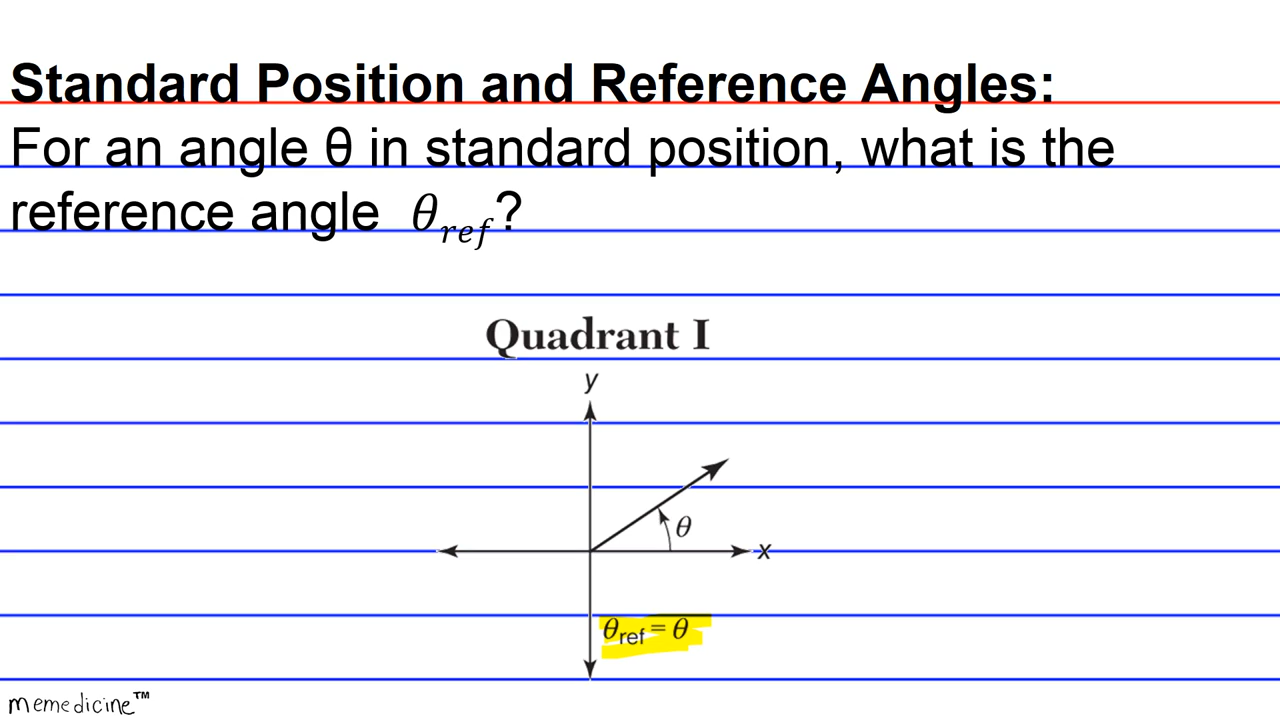 Standard Position and Reference Angles:
For an angle θ in standard position, what is the
reference angle θref?
Quadrant I
y
θ
x
θref = θ
memedicine™